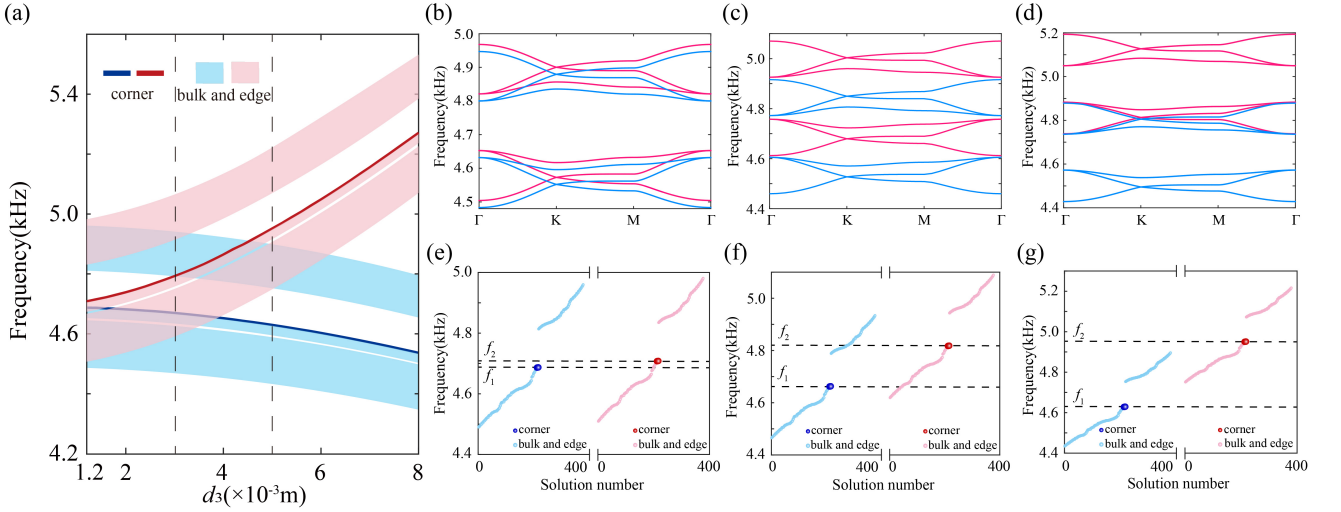 (a)
Frequency(kHz)
5.4
5.0
4.6
4.2
1.2
2
4
6
8
d₃(×10⁻³m)
corner
bulk and edge
(b)
Frequency(kHz)
5.0
4.9
4.8
4.7
4.6
4.5
Γ K M Γ
(c)
Frequency(kHz)
5.0
4.8
4.6
4.4
Γ K M Γ
(d)
Frequency(kHz)
5.2
5.0
4.8
4.6
4.4
Γ K M Γ
(e)
Frequency(kHz)
5.0
4.8
4.6
4.4
f₂
f₁
corner corner
bulk and edge bulk and edge
0 400 0 400
Solution number
(f)
Frequency(kHz)
5.0
4.8
4.6
4.4
f₂
f₁
corner corner
bulk and edge bulk and edge
0 400 0 400
Solution number
(g)
Frequency(kHz)
5.2
5.0
4.8
4.6
4.4
f₂
f₁
corner corner
bulk and edge bulk and edge
0 400 0 400
Solution number